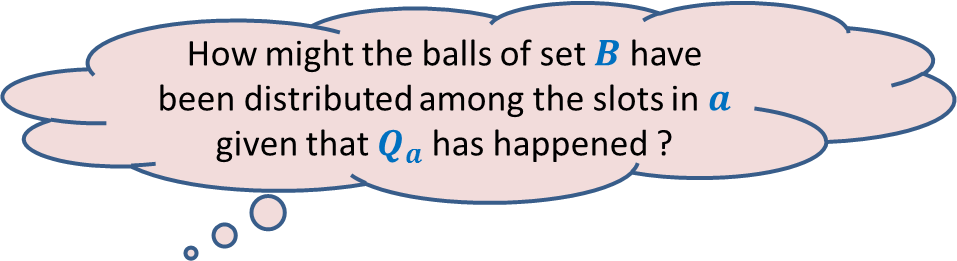 How might the balls of set B have
been distributed among the slots in a
given that Qₐ has happened ?